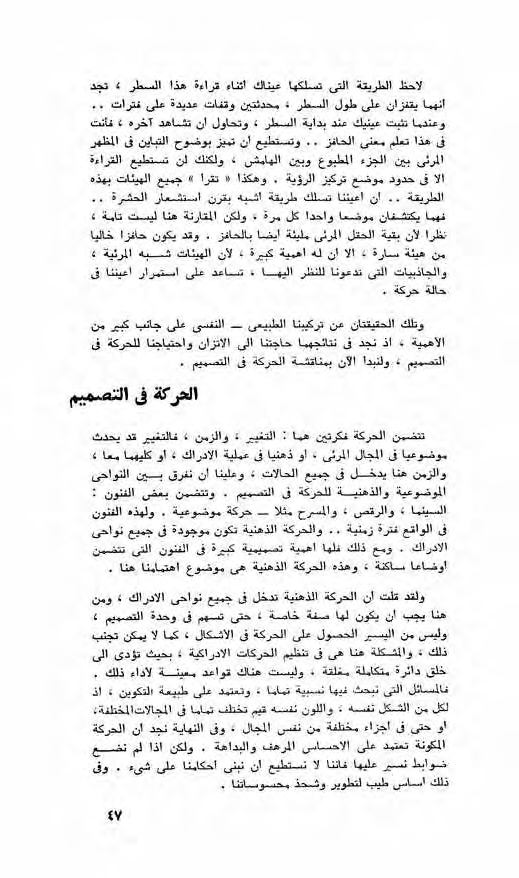 لاحظ الطريقة التى تسلكها عيناك اثناء قراءة هذا السطر ، تجد
انهما يقفزان على طول السطر ، محدثين وقفات عديدة على فترات . .
وعندما تثبت عينيك عند بداية السطر ، وتحاول ان تشاهد آخره ، فأنت
فى هذا تعلم معنى الحافز . . وتستطيع ان تميز بوضوح التباين فى المظهر
المرئى بين الجزء المطبوع وبين الهامش ، ولكنك لن تستطيع القراءة
الا فى حدود موضع تركيز الرؤية . وهكذا « تقرا » جميع الهيئات بهذه
الطريقة . . ان اعيننا تسلك طريقة اشبه بقرن استشعار الحشرة . .
فهما يكتشفان موضعا واحدا كل مرة ، ولكن المقارنة هنا ليست تامة ،
نظرا لأن بقية الحقل المرئى مليئة أيضا بالحافز . وقد يكون حافزا خاليا
من هيئة مدارة ، الا ان له اهمية كبيرة ، لأن الهيئات شبه المرئية ،
والجاذبيات التى تدعونا للنظر اليها ، تساعد على استمرار اعيننا فى
حالة حركة .
وتلك الحقيقتان عن تركيبنا الطبيعى — النفسى على جانب كبير من
الأهمية ، اذ نجد فى نتائجهما حاجتنا الى الاتزان واحتياجنا للحركة فى
التصميم ، ولنبدا الآن بمناقشة الحركة فى التصميم .
الحركة فى التصميم
تتضمن الحركة فكرتين هما : التغيير ، والزمن ، فالتغيير قد يحدث
موضوعيا فى المجال المرئى ، او ذهنيا فى عملية الادراك ، او كليهما معا ،
والزمن هنا يدخل فى جميع الحالات ، وعلينا ان نفرق بين النواحى
الموضوعية والذهنية للحركة فى التصميم . وتتضمن بعض الفنون :
السينما ، والرقص ، والمسرح مثلا — حركة موضوعية . ولهذه الفنون
فى الواقع فترة زمنية . . والحركة الذهنية تكون موجودة فى جميع نواحى
الادراك . ومع ذلك فلها اهمية تصميمية كبيرة فى الفنون التى تتضمن
اوضاعا ساكنة ، وهذه الحركة الذهنية هى موضوع اهتمامنا هنا .
ولقد قلت ان الحركة الذهنية تدخل فى جميع نواحى الادراك ، ومن
هنا يجب ان يكون لها صفة خاصة ، حتى تسهم فى وحدة التصميم ،
وليس من اليسير الحصول على الحركة فى الأشكال ، كما لا يمكن تجنب
ذلك ، والمشكلة هنا هى فى تنظيم الحركات الادراكية ، بحيث تؤدى الى
خلق دائرة متكاملة مغلقة ، وليست هناك قواعد معينة لأداء ذلك .
فالمسائل التى تبحث فيها نسبية تماما ، وتعتمد على طبيعة التكوين ، اذ
لكل من الشكل نفسه ، واللون نفسه قيم تختلف تماما فى المجالات المختلفة ،
او حتى فى اجزاء مختلفة من نفس المجال ، وفى النهاية نجد ان الحركة
المكونة تعتمد على الاحساس المرهف والبداهة . ولكن اذا لم نضع
ضوابط نسير عليها فاننا لا نستطيع ان نبنى احكامنا على شىء . وفى
ذلك اساس طيب لتطوير وشحذ محسوساتنا .
٤٧